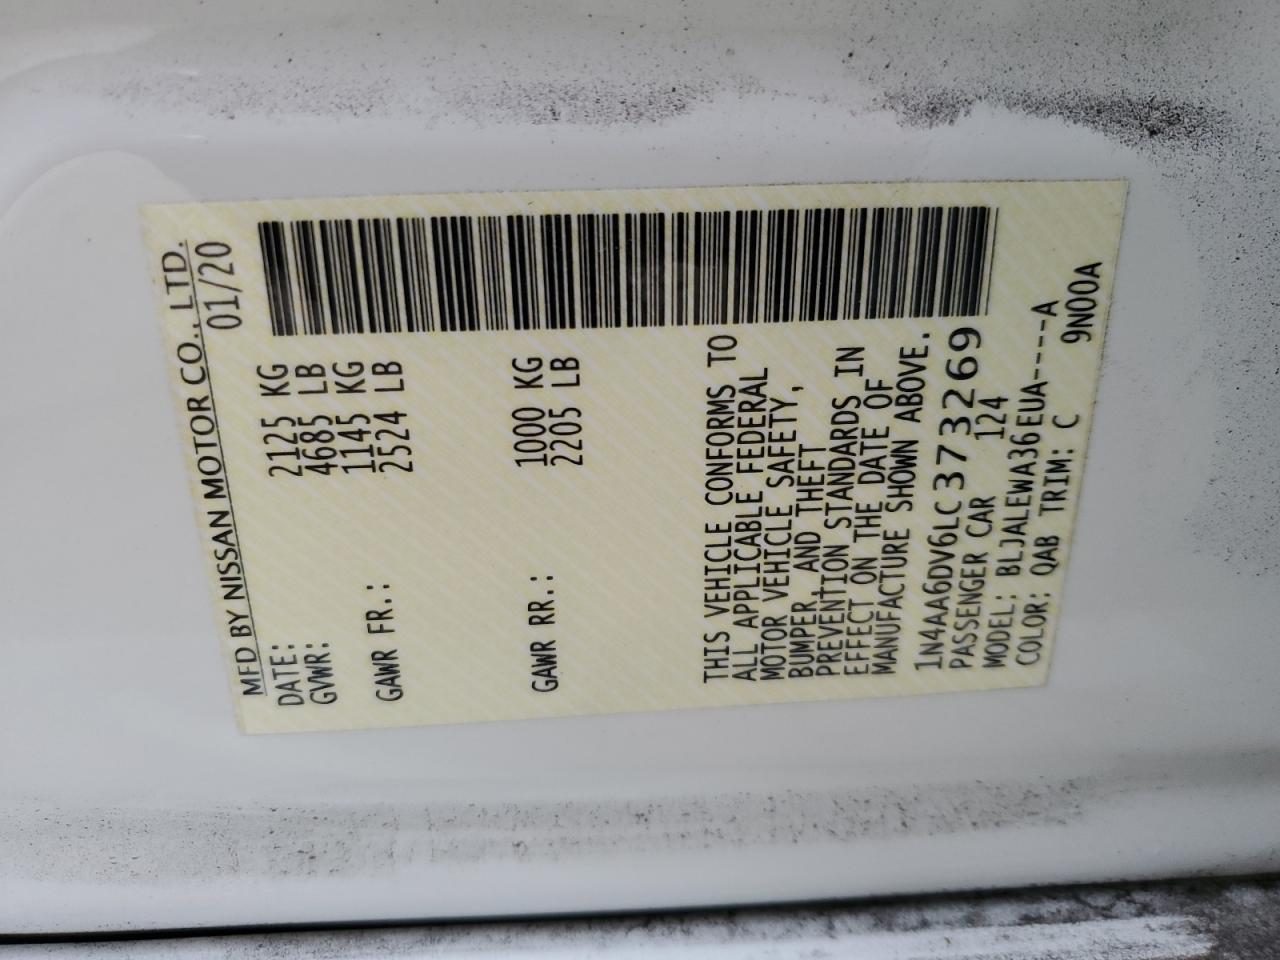 MFD BY NISSAN MOTOR CO., LTD.
DATE: 01/20
GVWR: 2125 KG
4685 LB
GAWR FR.: 1145 KG
2524 LB
GAWR RR.: 1000 KG
2205 LB
THIS VEHICLE CONFORMS TO
ALL APPLICABLE FEDERAL
MOTOR VEHICLE SAFETY,
BUMPER, AND THEFT
PREVENTION STANDARDS IN
EFFECT ON THE DATE OF
MANUFACTURE SHOWN ABOVE.
1N4AA6DV6LC373269
PASSENGER CAR 124
MODEL: BLJALEWA36EUA----A
COLOR: QAB TRIM: C 9N00A